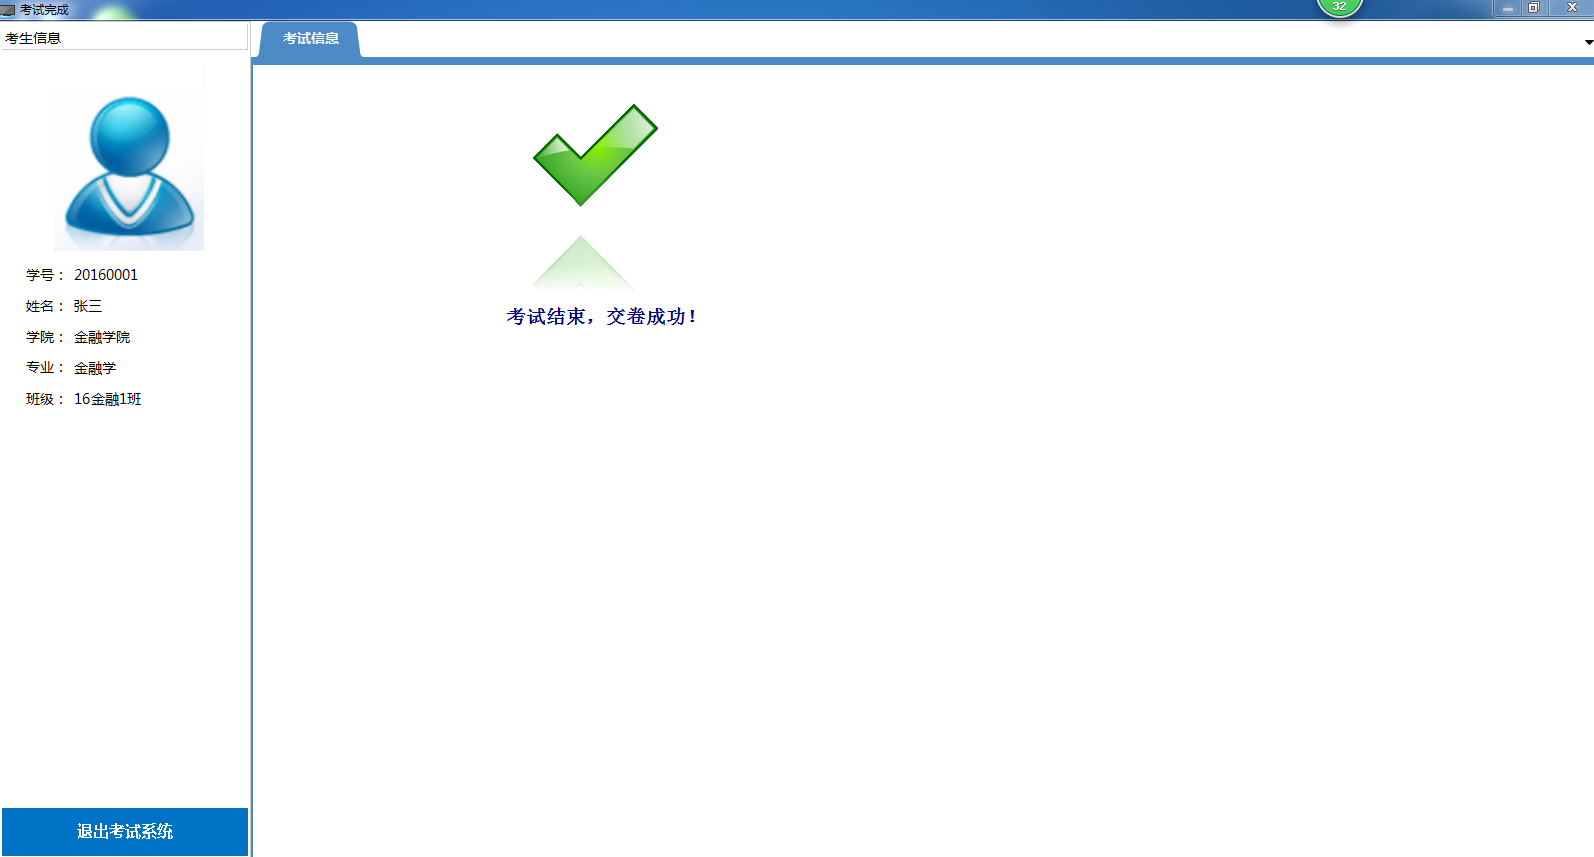 考试完成
32
考生信息
考试信息
学号： 20160001
姓名： 张三
学院： 金融学院
专业： 金融学
班级： 16金融1班
考试结束，交卷成功！
退出考试系统